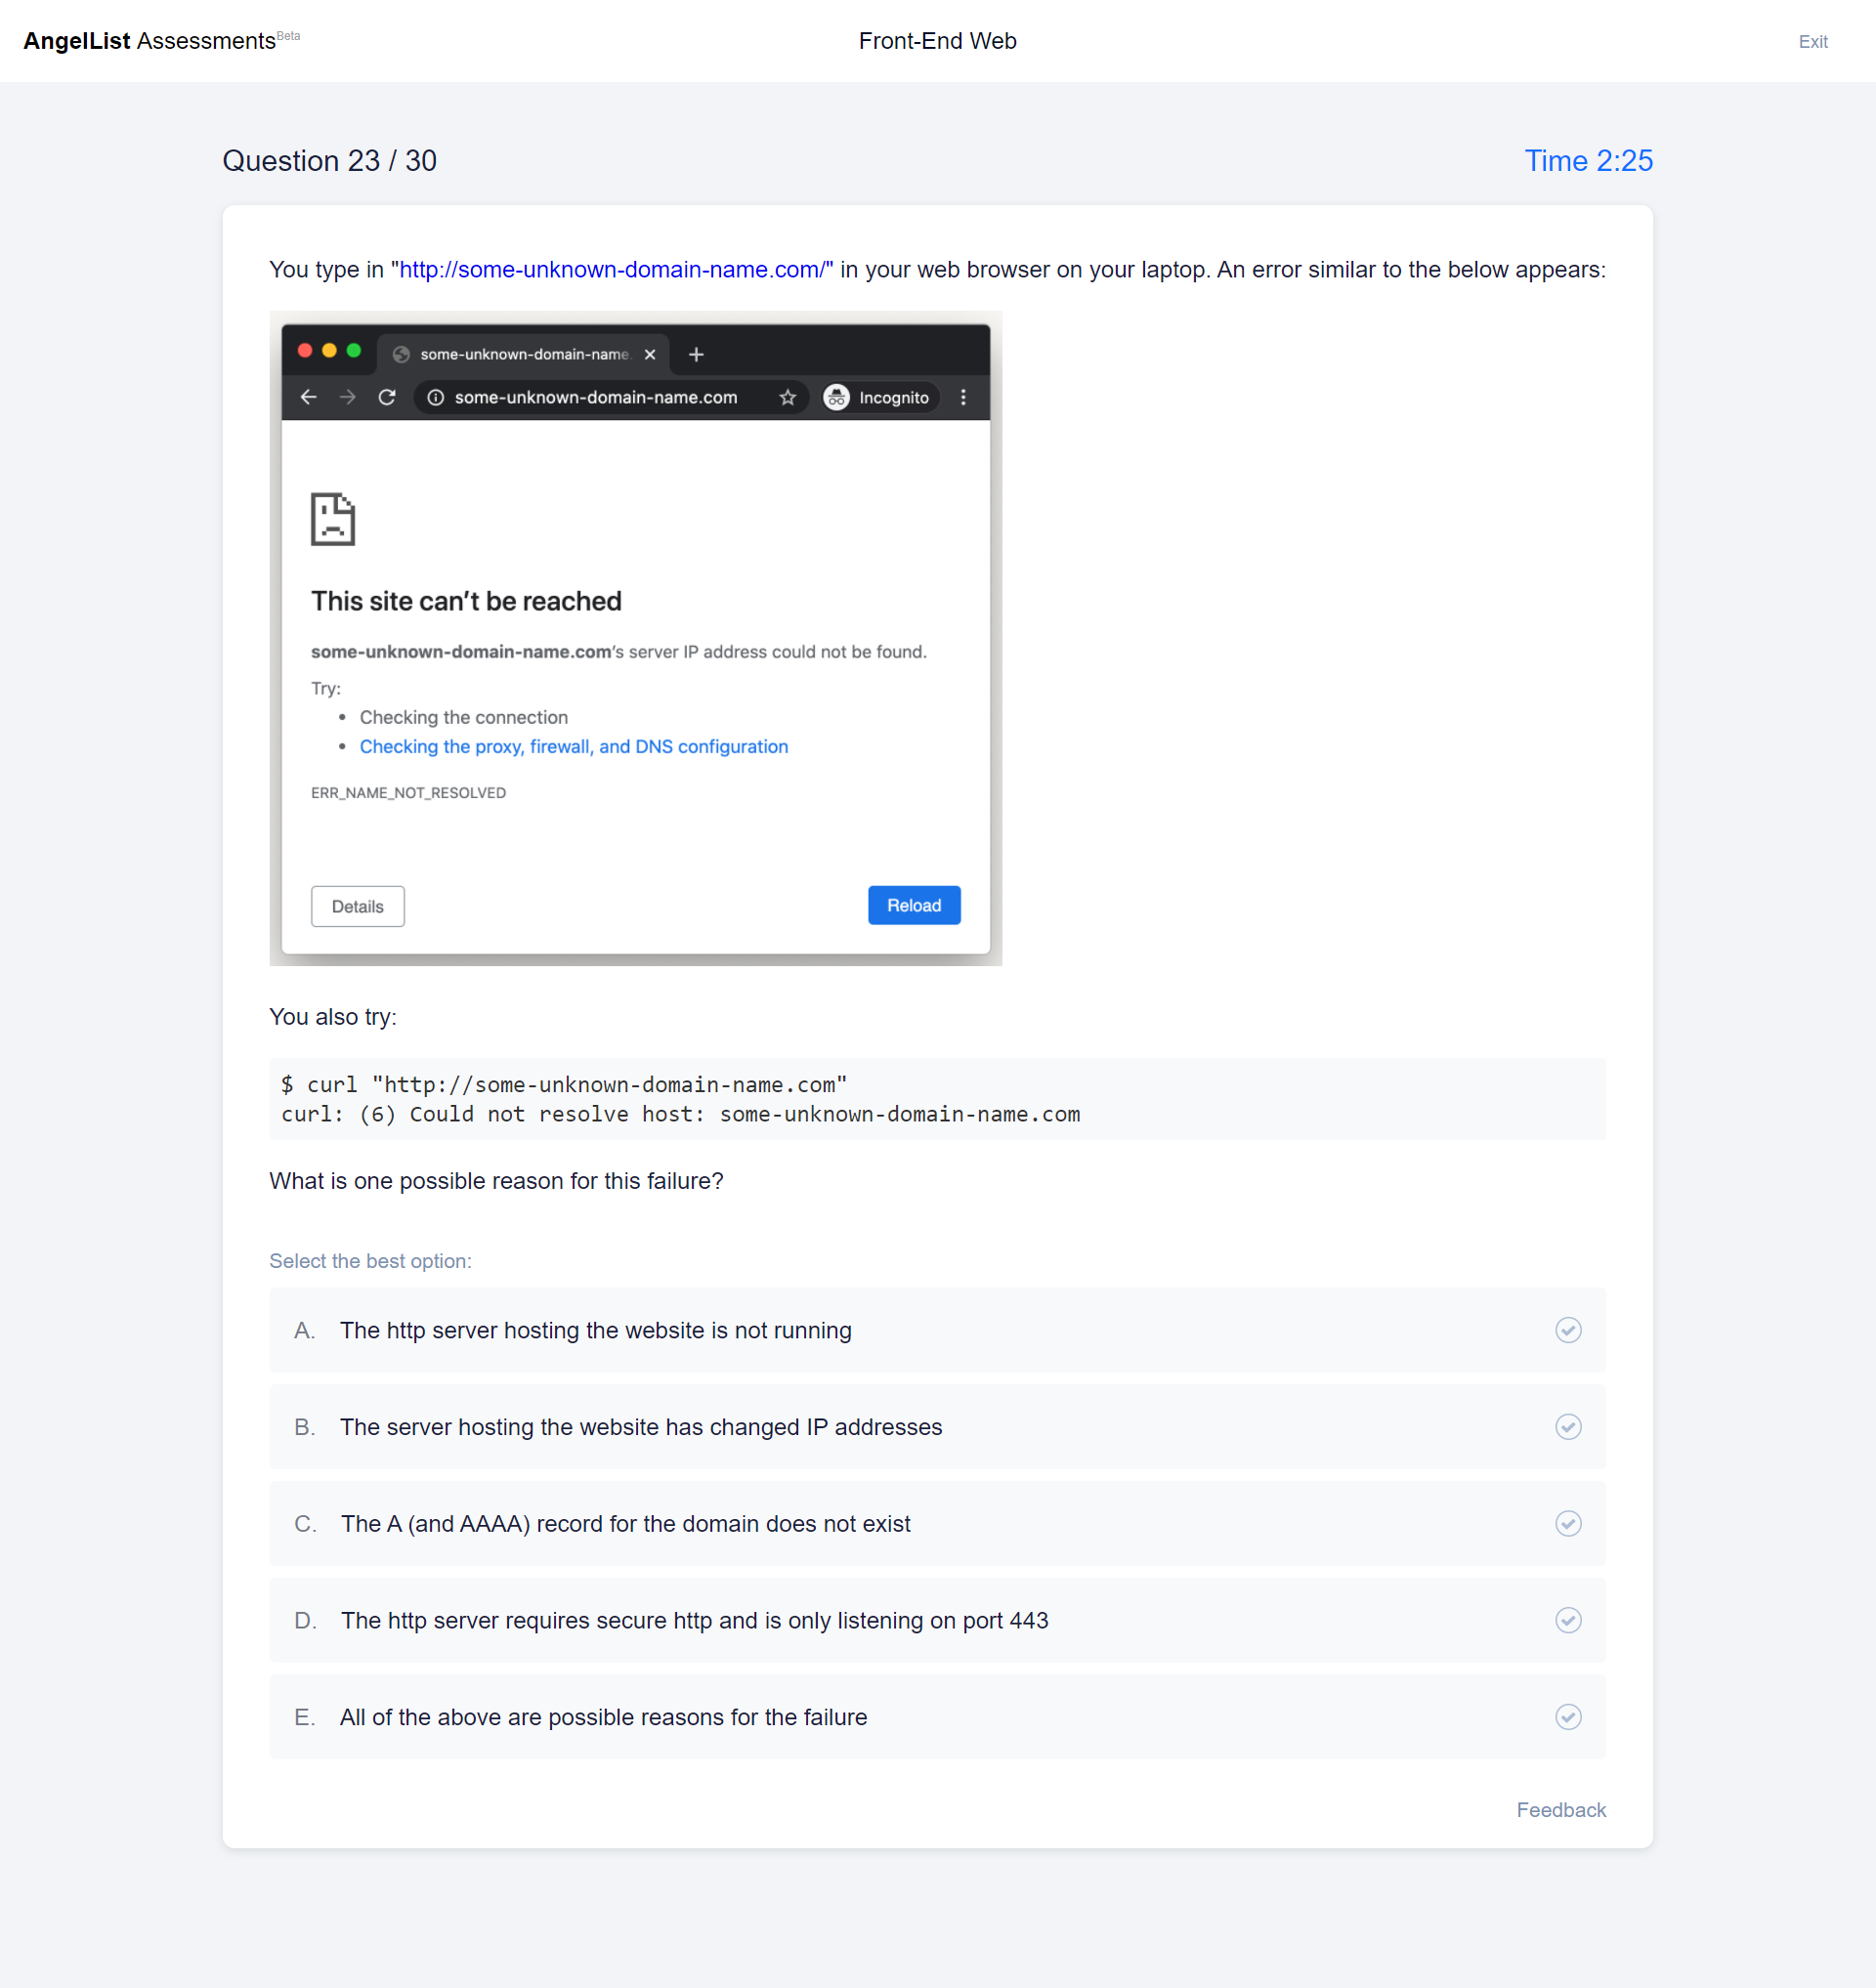 AngelList Assessments Beta
Front-End Web
Exit
Question 23 / 30
Time 2:25
You type in "http://some-unknown-domain-name.com/" in your web browser on your laptop. An error similar to the below appears:
some-unknown-domain-name.
some-unknown-domain-name.com
Incognito
This site can't be reached
some-unknown-domain-name.com's server IP address could not be found.
Try:
• Checking the connection
• Checking the proxy, firewall, and DNS configuration
ERR_NAME_NOT_RESOLVED
Details
Reload
You also try:
$ curl "http://some-unknown-domain-name.com"
curl: (6) Could not resolve host: some-unknown-domain-name.com
What is one possible reason for this failure?
Select the best option:
A. The http server hosting the website is not running
B. The server hosting the website has changed IP addresses
C. The A (and AAAA) record for the domain does not exist
D. The http server requires secure http and is only listening on port 443
E. All of the above are possible reasons for the failure
Feedback